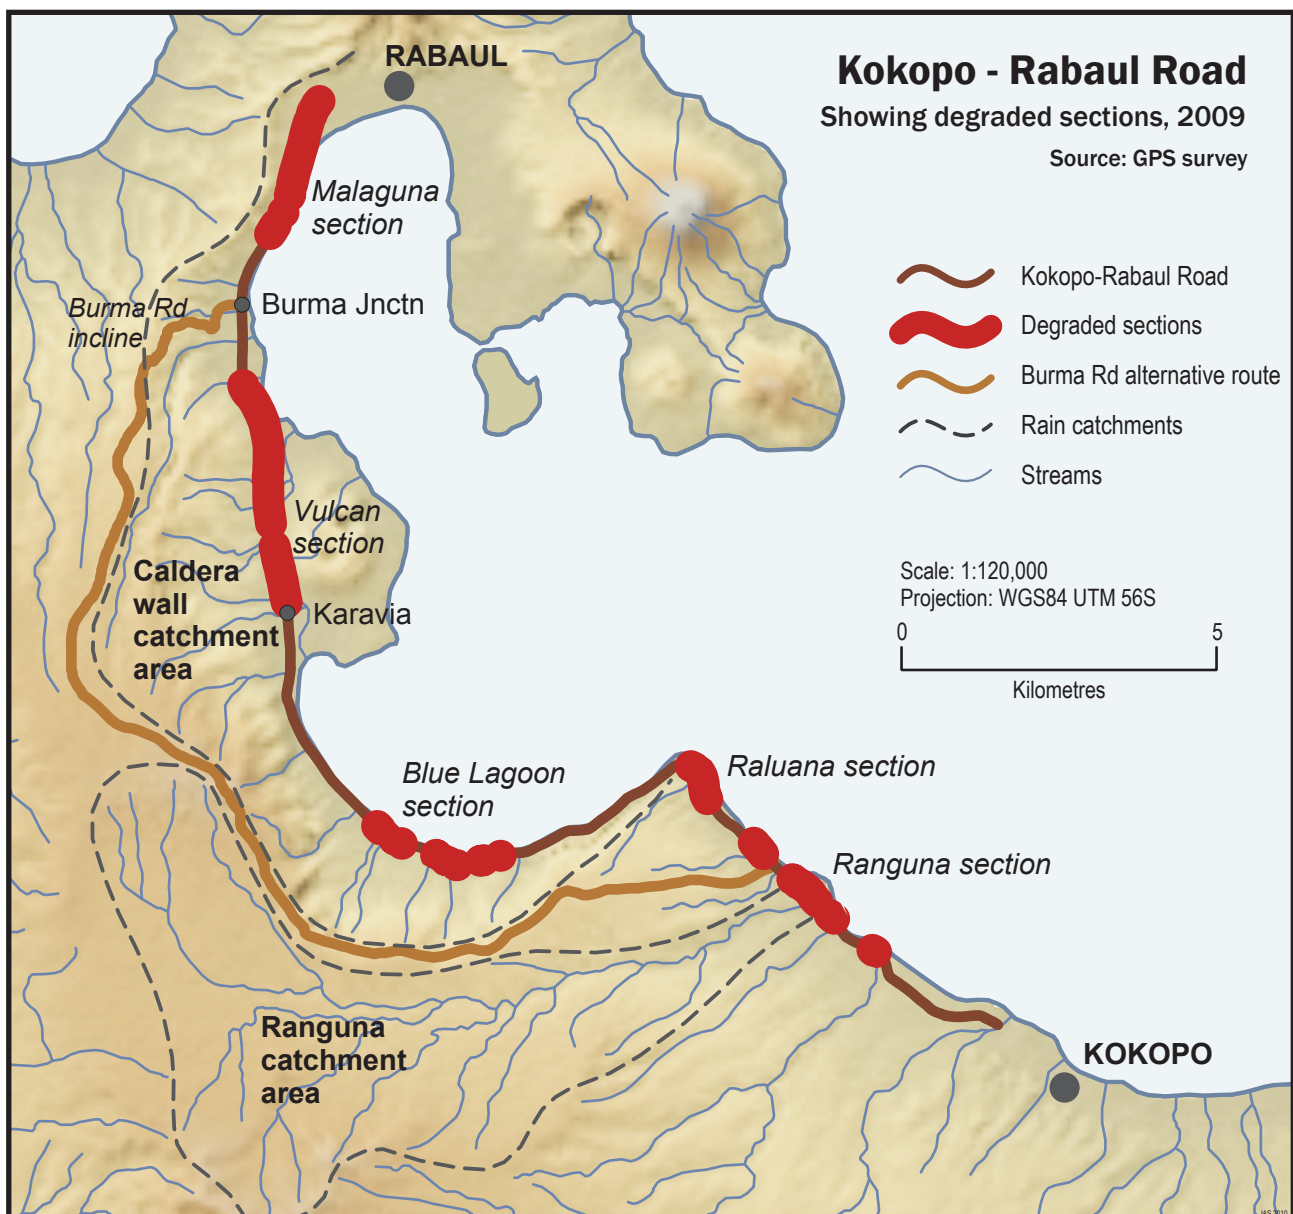 RABAUL
Kokopo - Rabaul Road
Showing degraded sections, 2009
Source: GPS survey
Malaguna
section
Burma Rd
incline
Burma Jnctn
Kokopo-Rabaul Road
Degraded sections
Burma Rd alternative route
Rain catchments
Streams
Vulcan
section
Caldera
wall
catchment
area
Karavia
Scale: 1:120,000
Projection: WGS84 UTM 56S
0 5
Kilometres
Blue Lagoon
section
Raluana section
Ranguna section
Ranguna
catchment
area
KOKOPO
IAS 2010